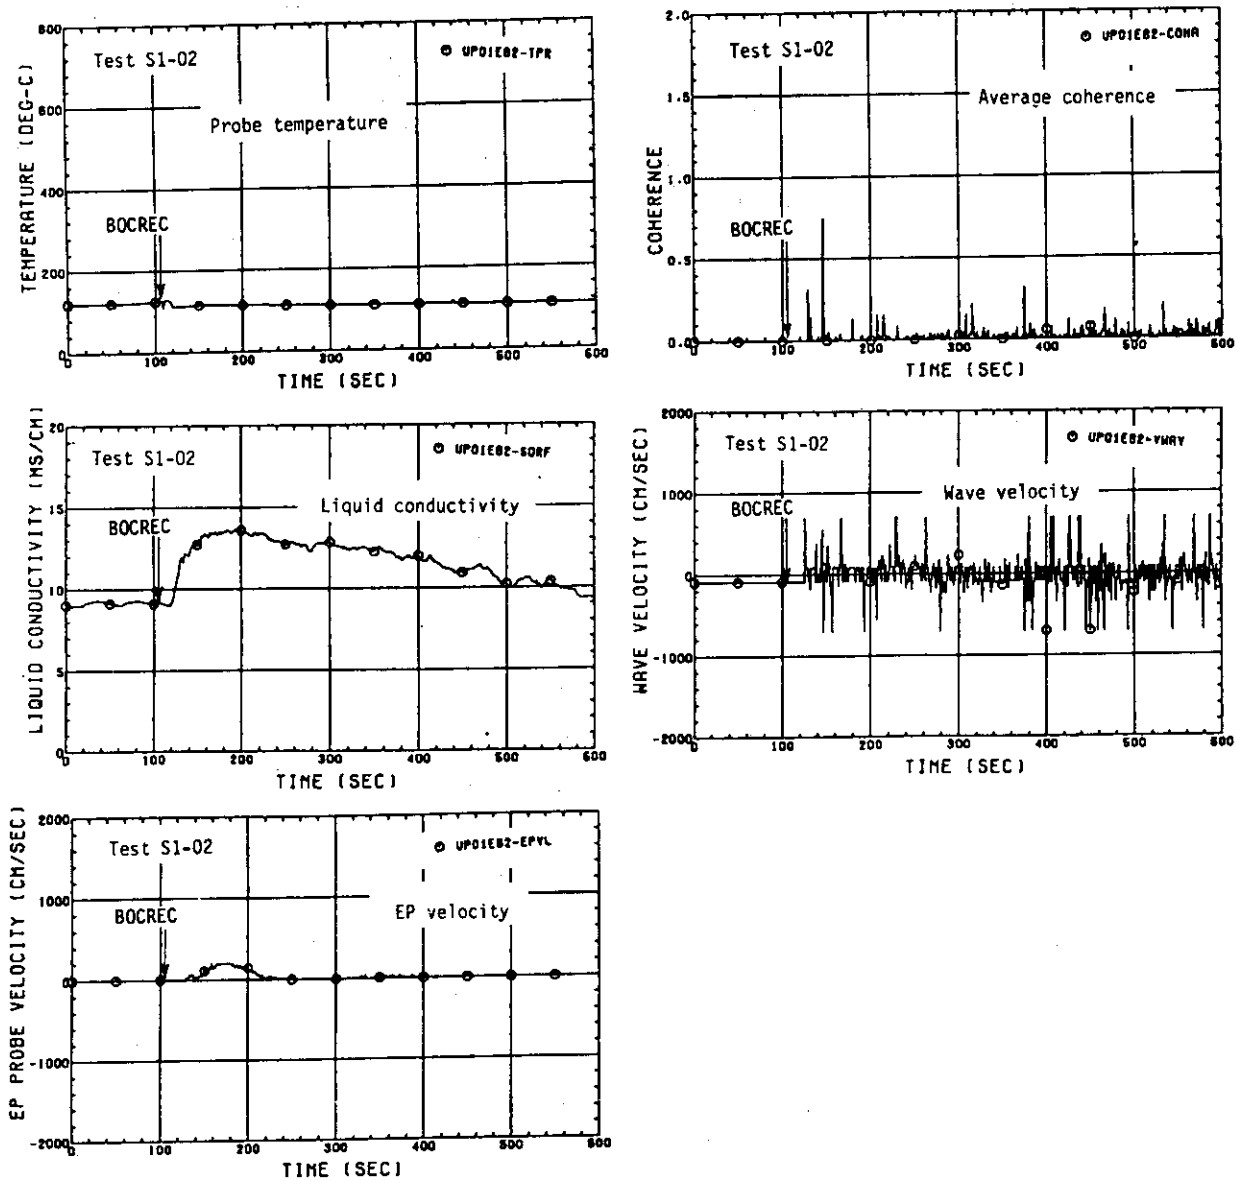 Test S1-02
UP01E82-TPR
Probe temperature
BOCREC
TEMPERATURE (DEG-C)
800
600
400
200
0
0 100 200 300 400 500 600
TIME (SEC)
Test S1-02
UP01E82-COHA
Average coherence
BOCREC
COHERENCE
2.0
1.5
1.0
0.5
0.0
0 100 200 300 400 500 600
TIME (SEC)
Test S1-02
UP01E82-SORF
Liquid conductivity
BOCREC
LIQUID CONDUCTIVITY (MS/CM)
20
15
10
5
0
0 100 200 300 400 500 600
TIME (SEC)
Test S1-02
UP01E82-VWAV
Wave velocity
BOCREC
WAVE VELOCITY (CM/SEC)
2000
1000
0
-1000
-2000
0 100 200 300 400 500 600
TIME (SEC)
Test S1-02
UP01E82-EPVL
EP velocity
BOCREC
EP PROBE VELOCITY (CM/SEC)
2000
1000
0
-1000
-2000
0 100 200 300 400 500 600
TIME (SEC)